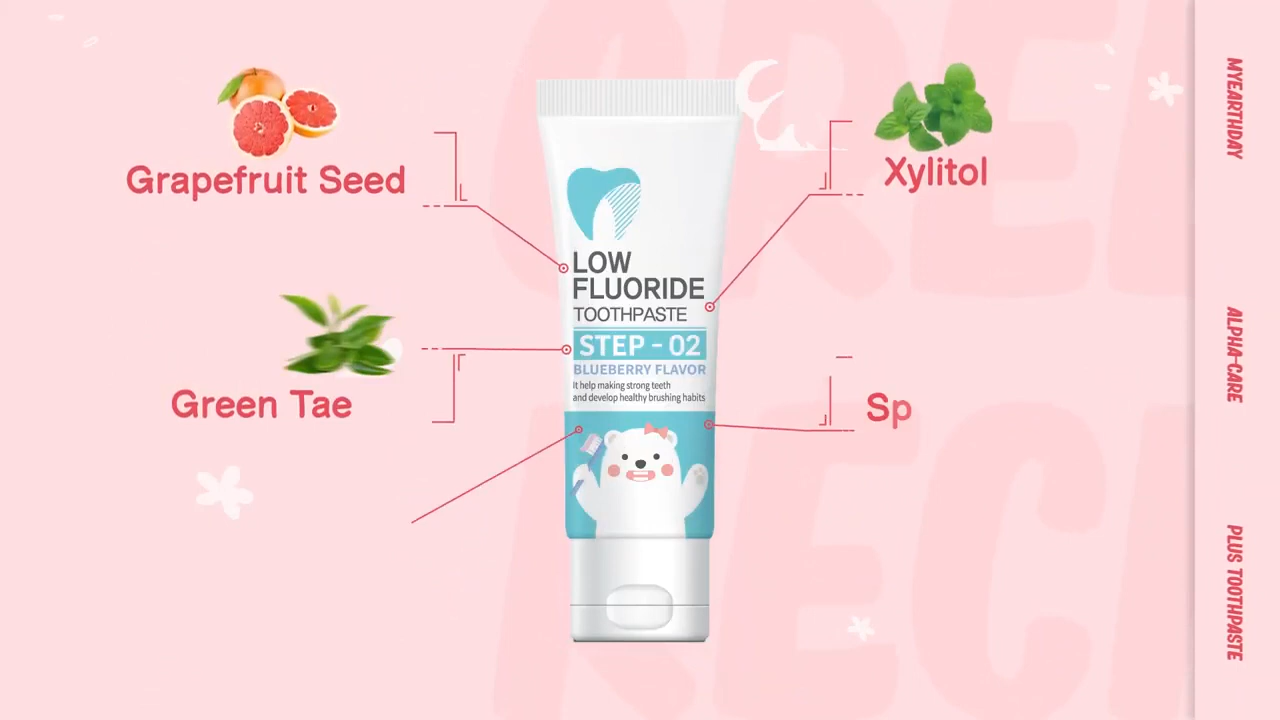 Grapefruit Seed
Green Tae
LOW
FLUORIDE
TOOTHPASTE
STEP - 02
BLUEBERRY FLAVOR
It help making strong teeth
and develop healthy brushing habits
Xylitol
Sp
MYEARTHDAY
ALPHA-CARE
PLUS TOOTHPASTE